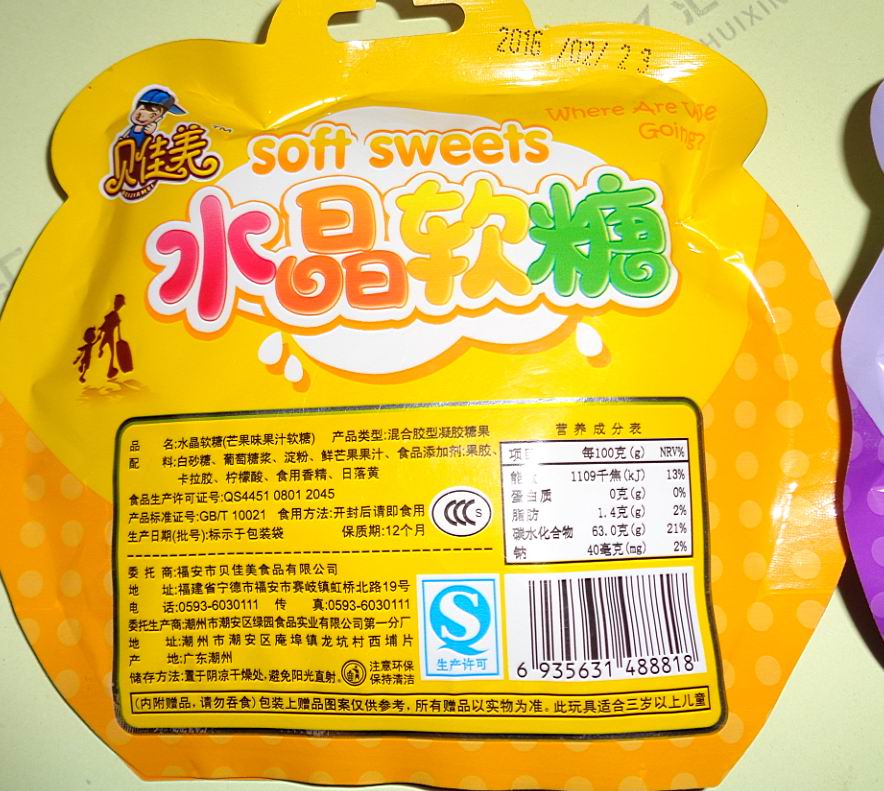 2016 /02/ 23
Where Are We
Going?
贝佳美™
BEIJIAMEI
soft sweets
水晶软糖
品 名:水晶软糖(芒果味果汁软糖) 产品类型:混合胶型凝胶糖果
配 料:白砂糖、葡萄糖浆、淀粉、鲜芒果果汁、食品添加剂:果胶、
卡拉胶、柠檬酸、食用香精、日落黄
食品生产许可证号:QS4451 0801 2045
产品标准证号:GB/T 10021 食用方法:开封后请即食用
生产日期(批号):标示于包装袋 保质期:12个月
CCC S
营养成分表
项目 每100克(g) NRV%
能 1109千焦(kJ) 13%
蛋白质 0克(g) 0%
脂肪 1.4克(g) 2%
碳水化合物 63.0克(g) 21%
钠 40毫克(mg) 2%
委 托 商:福安市贝佳美食品有限公司
地 址:福建省宁德市福安市赛岐镇虹桥北路19号
电 话:0593-6030111 传 真:0593-6030111
委托生产商:潮州市潮安区绿园食品实业有限公司第一分厂
地 址:潮州市潮安区庵埠镇龙坑村西埔片
产 地:广东潮州
储存方法:置于阴凉干燥处,避免阳光直射。
注意环保
保持清洁
S
生产许可
6 935631 488818
(内附赠品，请勿吞食)包装上赠品图案仅供参考，所有赠品以实物为准。此玩具适合三岁以上儿童